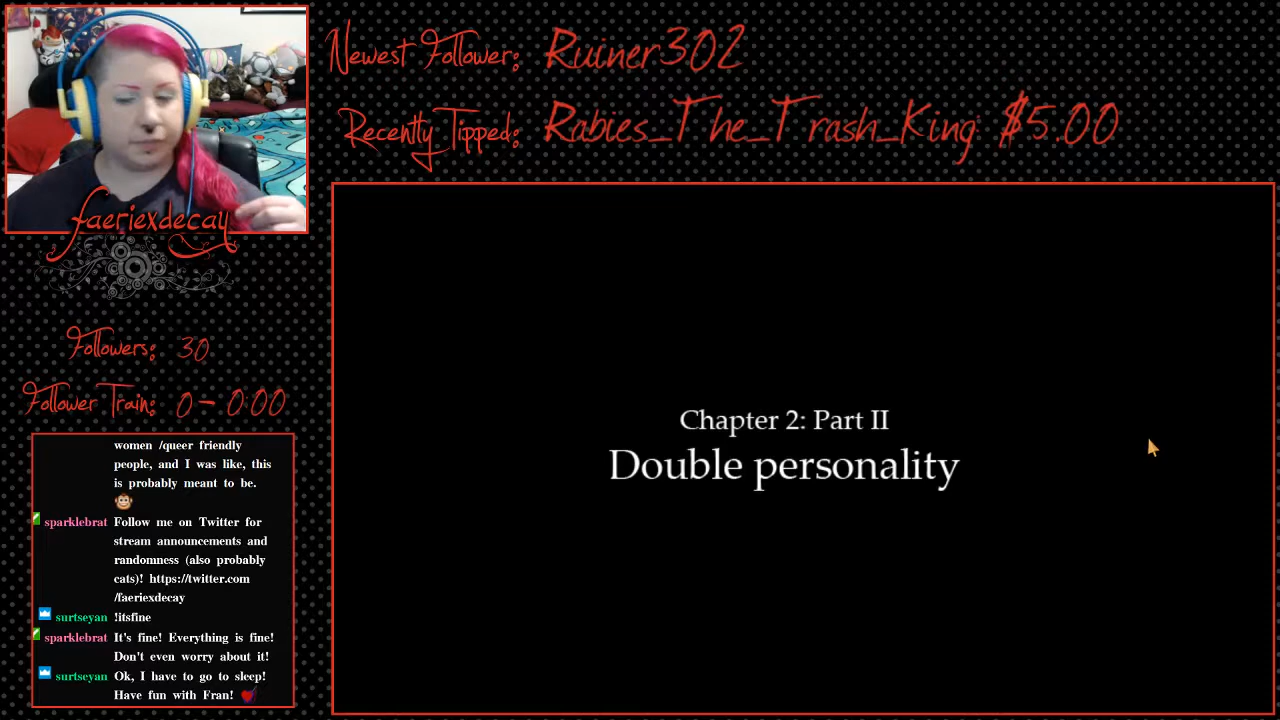 Newest Follower: Ruiner302
Recently Tipped: Rabies_The_Trash_King $5.00
faeriexdecay
Followers: 30
Follower Train: 0 - 0:00
women /queer friendly
people, and I was like, this
is probably meant to be.
sparklebrat Follow me on Twitter for
stream announcements and
randomness (also probably
cats)! https://twitter.com
/faeriexdecay
surtseyan !itsfine
sparklebrat It's fine! Everything is fine!
Don't even worry about it!
surtseyan Ok, I have to go to sleep!
Have fun with Fran!
Chapter 2: Part II
Double personality